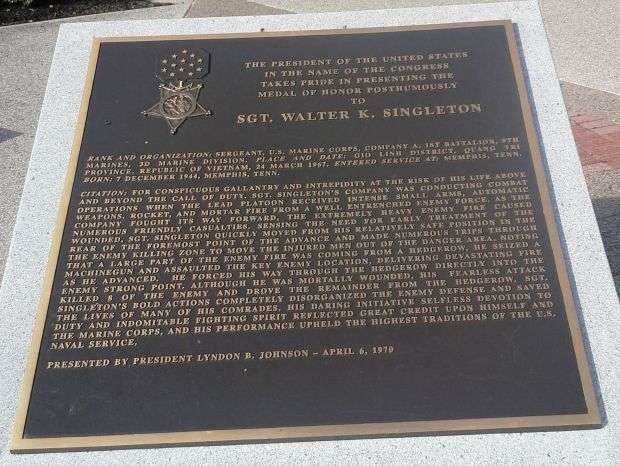 THE PRESIDENT OF THE UNITED STATES
IN THE NAME OF THE CONGRESS
TAKES PRIDE IN PRESENTING THE
MEDAL OF HONOR POSTHUMOUSLY
TO
SGT. WALTER K. SINGLETON
RANK AND ORGANIZATION: SERGEANT, U.S. MARINE CORPS, COMPANY A, 1ST BATTALION, 9TH
MARINES, 3D MARINE DIVISION, PLACE AND DATE: GIO LINH DISTRICT, QUANG TRI
PROVINCE, REPUBLIC OF VIETNAM, 24 MARCH 1967. ENTERED SERVICE AT: MEMPHIS, TENN.
BORN: 7 DECEMBER 1944, MEMPHIS, TENN.
CITATION: FOR CONSPICUOUS GALLANTRY AND INTREPIDITY AT THE RISK OF HIS LIFE ABOVE
AND BEYOND THE CALL OF DUTY. SGT. SINGLETON'S COMPANY WAS CONDUCTING COMBAT
OPERATIONS WHEN THE LEAD PLATOON RECEIVED INTENSE SMALL ARMS, AUTOMATIC
WEAPONS, ROCKET, AND MORTAR FIRE FROM A WELL ENTRENCHED ENEMY FORCE. AS THE
COMPANY FOUGHT ITS WAY FORWARD, THE EXTREMELY HEAVY ENEMY FIRE CAUSED
NUMEROUS FRIENDLY CASUALTIES. SENSING THE NEED FOR EARLY TREATMENT OF THE
WOUNDED, SGT. SINGLETON QUICKLY MOVED FROM HIS RELATIVELY SAFE POSITION IN THE
REAR OF THE FOREMOST POINT OF THE ADVANCE AND MADE NUMEROUS TRIPS THROUGH
THE ENEMY KILLING ZONE TO MOVE THE INJURED MEN OUT OF THE DANGER AREA. NOTING
THAT A LARGE PART OF THE ENEMY FIRE WAS COMING FROM A HEDGEROW, HE SEIZED A
MACHINEGUN AND ASSAULTED THE KEY ENEMY LOCATION, DELIVERING DEVASTATING FIRE
AS HE ADVANCED. HE FORCED HIS WAY THROUGH THE HEDGEROW DIRECTLY INTO THE
ENEMY STRONG POINT. ALTHOUGH HE WAS MORTALLY WOUNDED, HIS FEARLESS ATTACK
KILLED 8 OF THE ENEMY AND DROVE THE REMAINDER FROM THE HEDGEROW. SGT.
SINGLETON'S BOLD ACTIONS COMPLETELY DISORGANIZED THE ENEMY DEFENSE AND SAVED
THE LIVES OF MANY OF HIS COMRADES. HIS DARING INITIATIVE SELFLESS DEVOTION TO
DUTY AND INDOMITABLE FIGHTING SPIRIT REFLECTED GREAT CREDIT UPON HIMSELF AND
THE MARINE CORPS, AND HIS PERFORMANCE UPHELD THE HIGHEST TRADITIONS OF THE U.S.
NAVAL SERVICE.
PRESENTED BY PRESIDENT LYNDON B. JOHNSON – APRIL 6, 1970